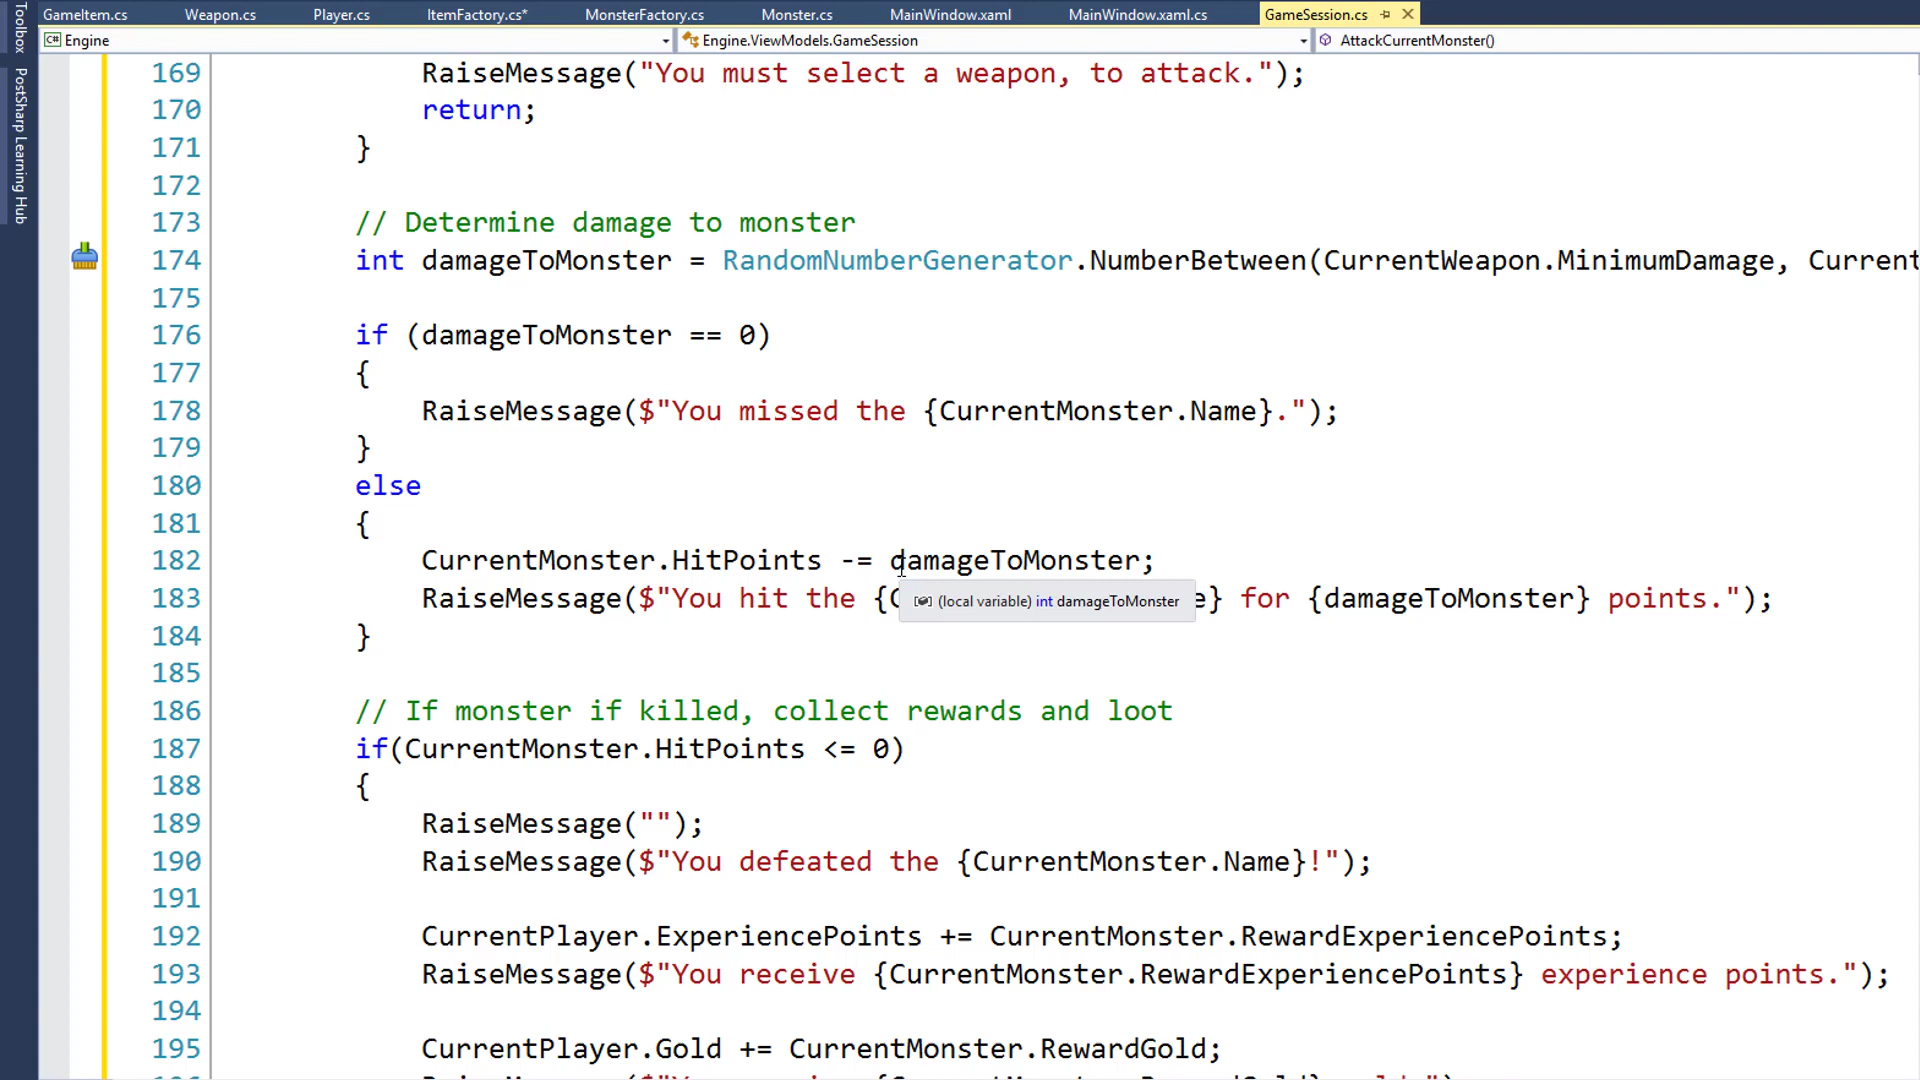 GameItem.cs Weapon.cs Player.cs ItemFactory.cs* MonsterFactory.cs Monster.cs MainWindow.xaml MainWindow.xaml.cs GameSession.cs
C# Engine Engine.ViewModels.GameSession AttackCurrentMonster()
Toolbox
PostSharp Learning Hub
169 RaiseMessage("You must select a weapon, to attack.");
170 return;
171 }
172
173 // Determine damage to monster
174 int damageToMonster = RandomNumberGenerator.NumberBetween(CurrentWeapon.MinimumDamage, Current
175
176 if (damageToMonster == 0)
177 {
178 RaiseMessage($"You missed the {CurrentMonster.Name}.");
179 }
180 else
181 {
182 CurrentMonster.HitPoints -= damageToMonster;
183 RaiseMessage($"You hit the {C e} for {damageToMonster} points.");
(local variable) int damageToMonster
184 }
185
186 // If monster if killed, collect rewards and loot
187 if(CurrentMonster.HitPoints <= 0)
188 {
189 RaiseMessage("");
190 RaiseMessage($"You defeated the {CurrentMonster.Name}!");
191
192 CurrentPlayer.ExperiencePoints += CurrentMonster.RewardExperiencePoints;
193 RaiseMessage($"You receive {CurrentMonster.RewardExperiencePoints} experience points.");
194
195 CurrentPlayer.Gold += CurrentMonster.RewardGold;